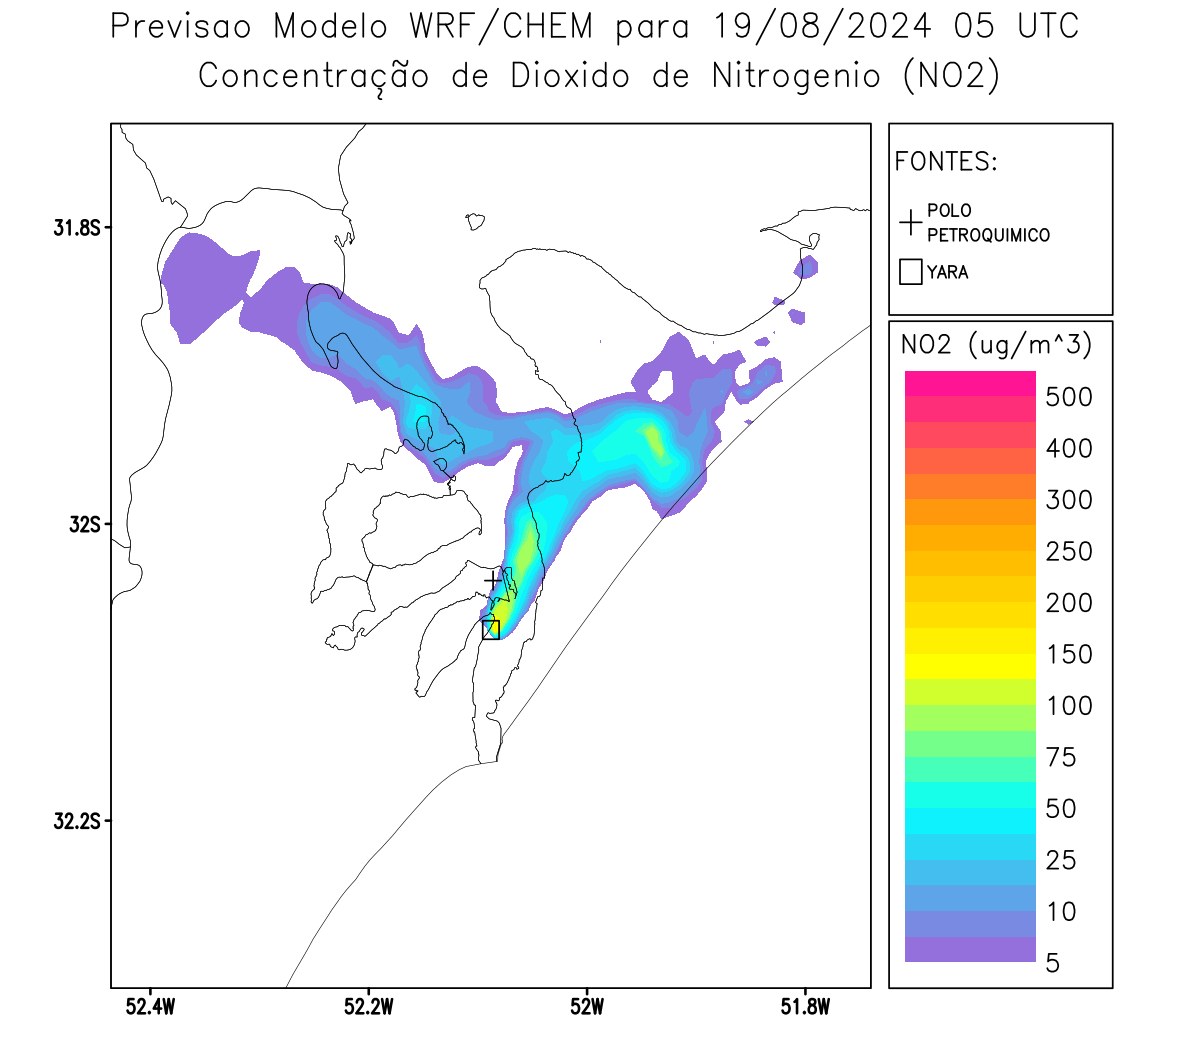 Previsao Modelo WRF/CHEM para 19/08/2024 05 UTC
Concentração de Dioxido de Nitrogenio (NO2)
FONTES:
POLO
PETROQUIMICO
YARA
NO2 (ug/m^3)
500
400
300
250
200
150
100
75
50
25
10
5
31.8S
32S
32.2S
52.4W
52.2W
52W
51.8W